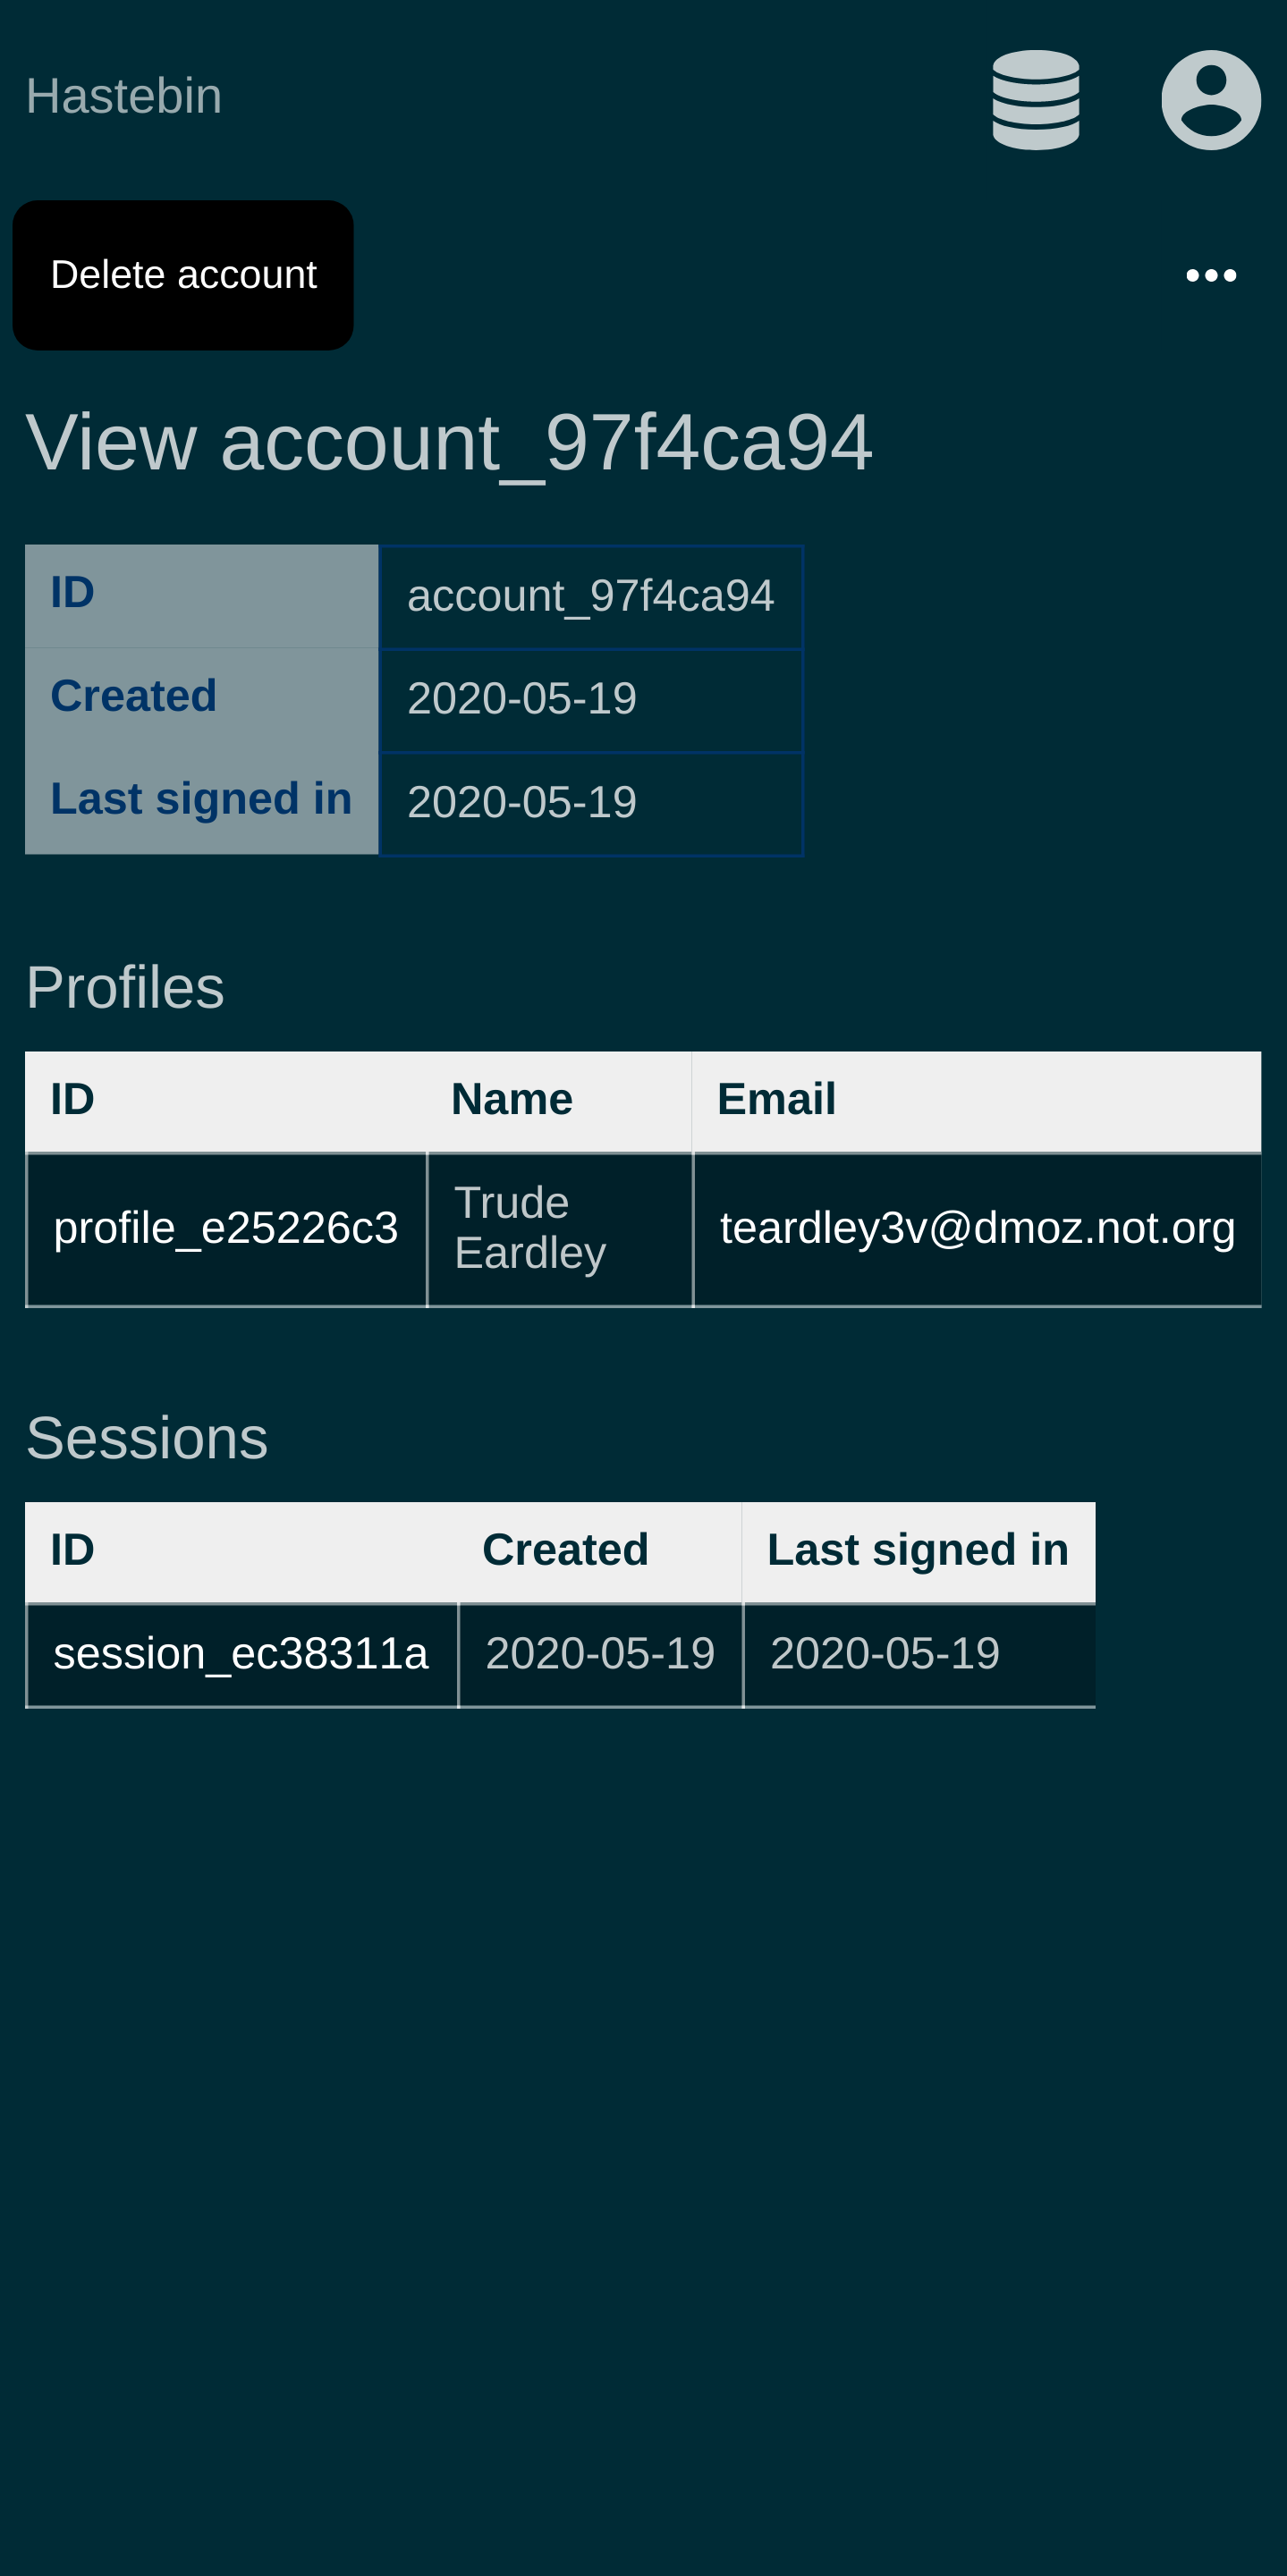 Hastebin
Delete account
View account_97f4ca94
ID account_97f4ca94
Created 2020-05-19
Last signed in 2020-05-19
Profiles
ID Name Email
profile_e25226c3 Trude Eardley teardley3v@dmoz.not.org
Sessions
ID Created Last signed in
session_ec38311a 2020-05-19 2020-05-19